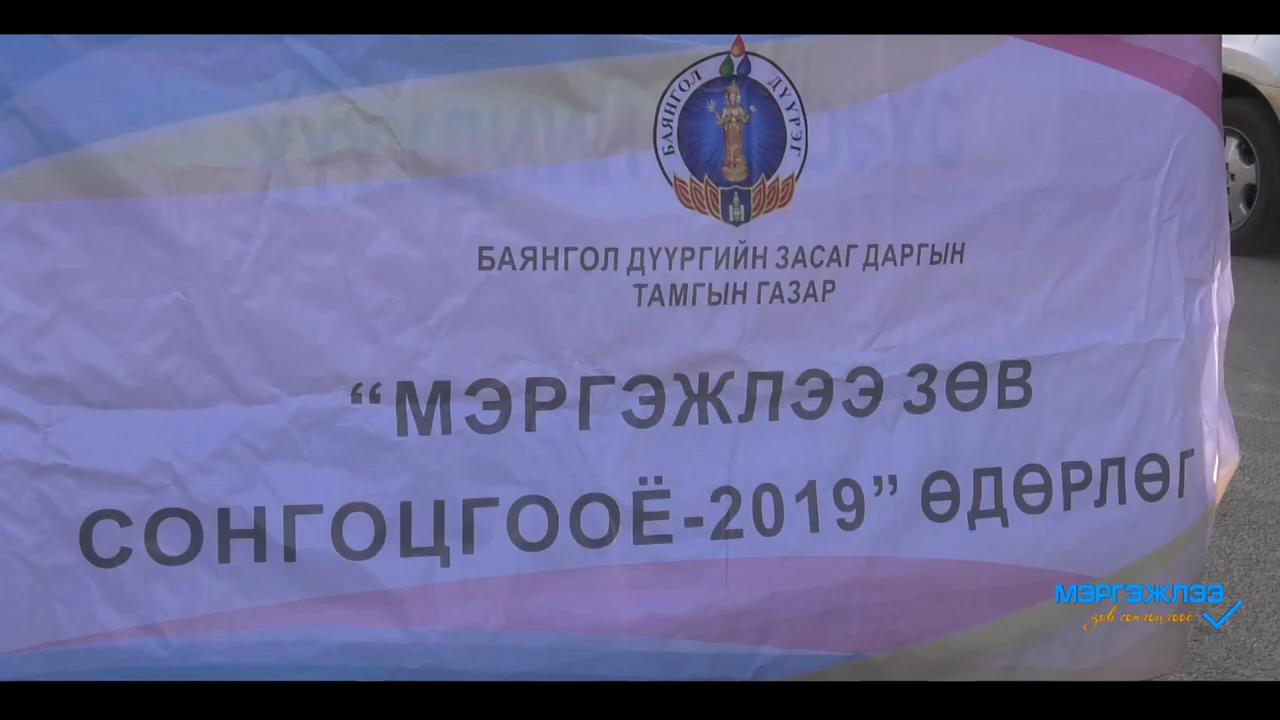 БАЯНГОЛ ДҮҮРЭГ
БАЯНГОЛ ДҮҮРГИЙН ЗАСАГ ДАРГЫН
ТАМГЫН ГАЗАР
“МЭРГЭЖЛЭЭ ЗӨВ
СОНГОЦГООЁ-2019” ӨДӨРЛӨГ
МЭРГЭЖЛЭЭ
зөв сонгоцгооё